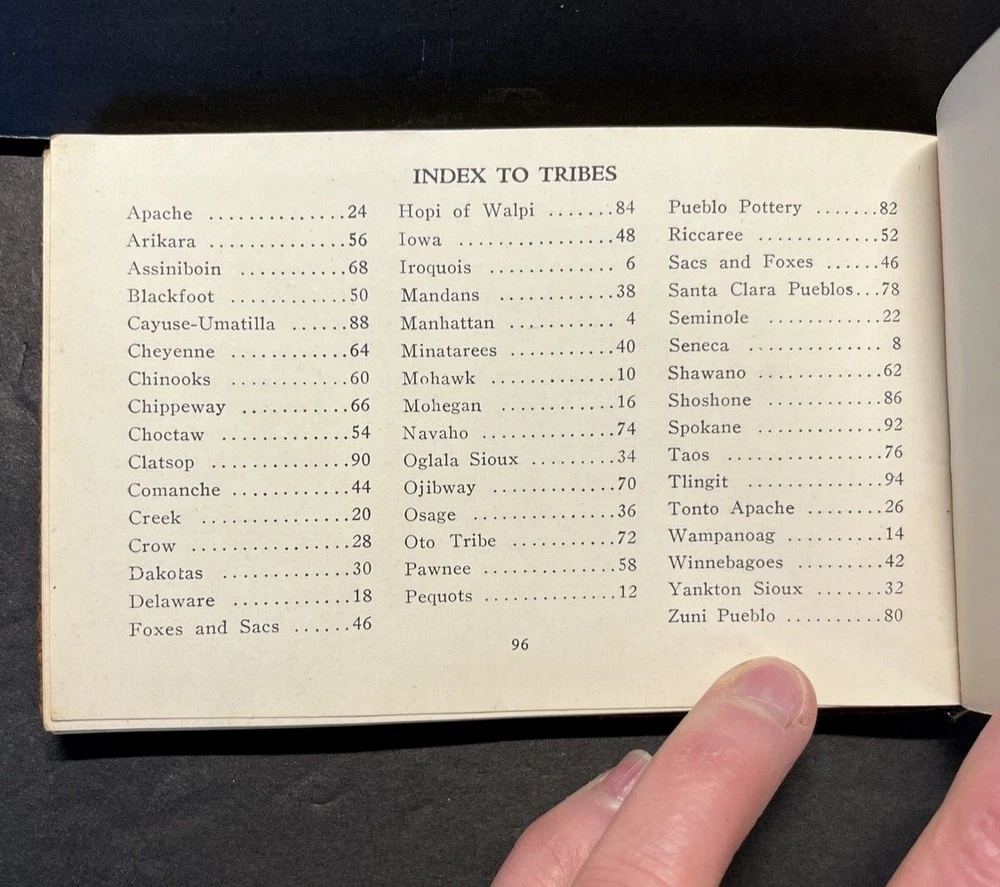 INDEX TO TRIBES
Apache ..............24
Arikara ..............56
Assiniboin ...........68
Blackfoot ............50
Cayuse-Umatilla ......88
Cheyenne ............64
Chinooks ............60
Chippeway ...........66
Choctaw .............54
Clatsop ..............90
Comanche ............44
Creek ...............20
Crow ................28
Dakotas .............30
Delaware ............18
Foxes and Sacs ......46
Hopi of Walpi .......84
Iowa ................48
Iroquois ............. 6
Mandans ............38
Manhattan ........... 4
Minatarees ...........40
Mohawk .............10
Mohegan ............16
Navaho ..............74
Oglala Sioux .........34
Ojibway .............70
Osage ...............36
Oto Tribe ...........72
Pawnee ..............58
Pequots ..............12
Pueblo Pottery .......82
Riccaree ............52
Sacs and Foxes ......46
Santa Clara Pueblos...78
Seminole ............22
Seneca .............. 8
Shawano .............62
Shoshone ............86
Spokane .............92
Taos ................76
Tlingit ..............94
Tonto Apache ........26
Wampanoag ..........14
Winnebagoes .........42
Yankton Sioux .......32
Zuni Pueblo ..........80
96